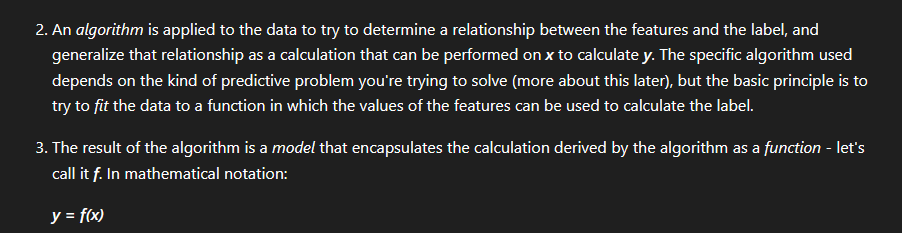 2. An algorithm is applied to the data to try to determine a relationship between the features and the label, and
generalize that relationship as a calculation that can be performed on x to calculate y. The specific algorithm used
depends on the kind of predictive problem you're trying to solve (more about this later), but the basic principle is to
try to fit the data to a function in which the values of the features can be used to calculate the label.
3. The result of the algorithm is a model that encapsulates the calculation derived by the algorithm as a function - let's
call it f. In mathematical notation:
y = f(x)